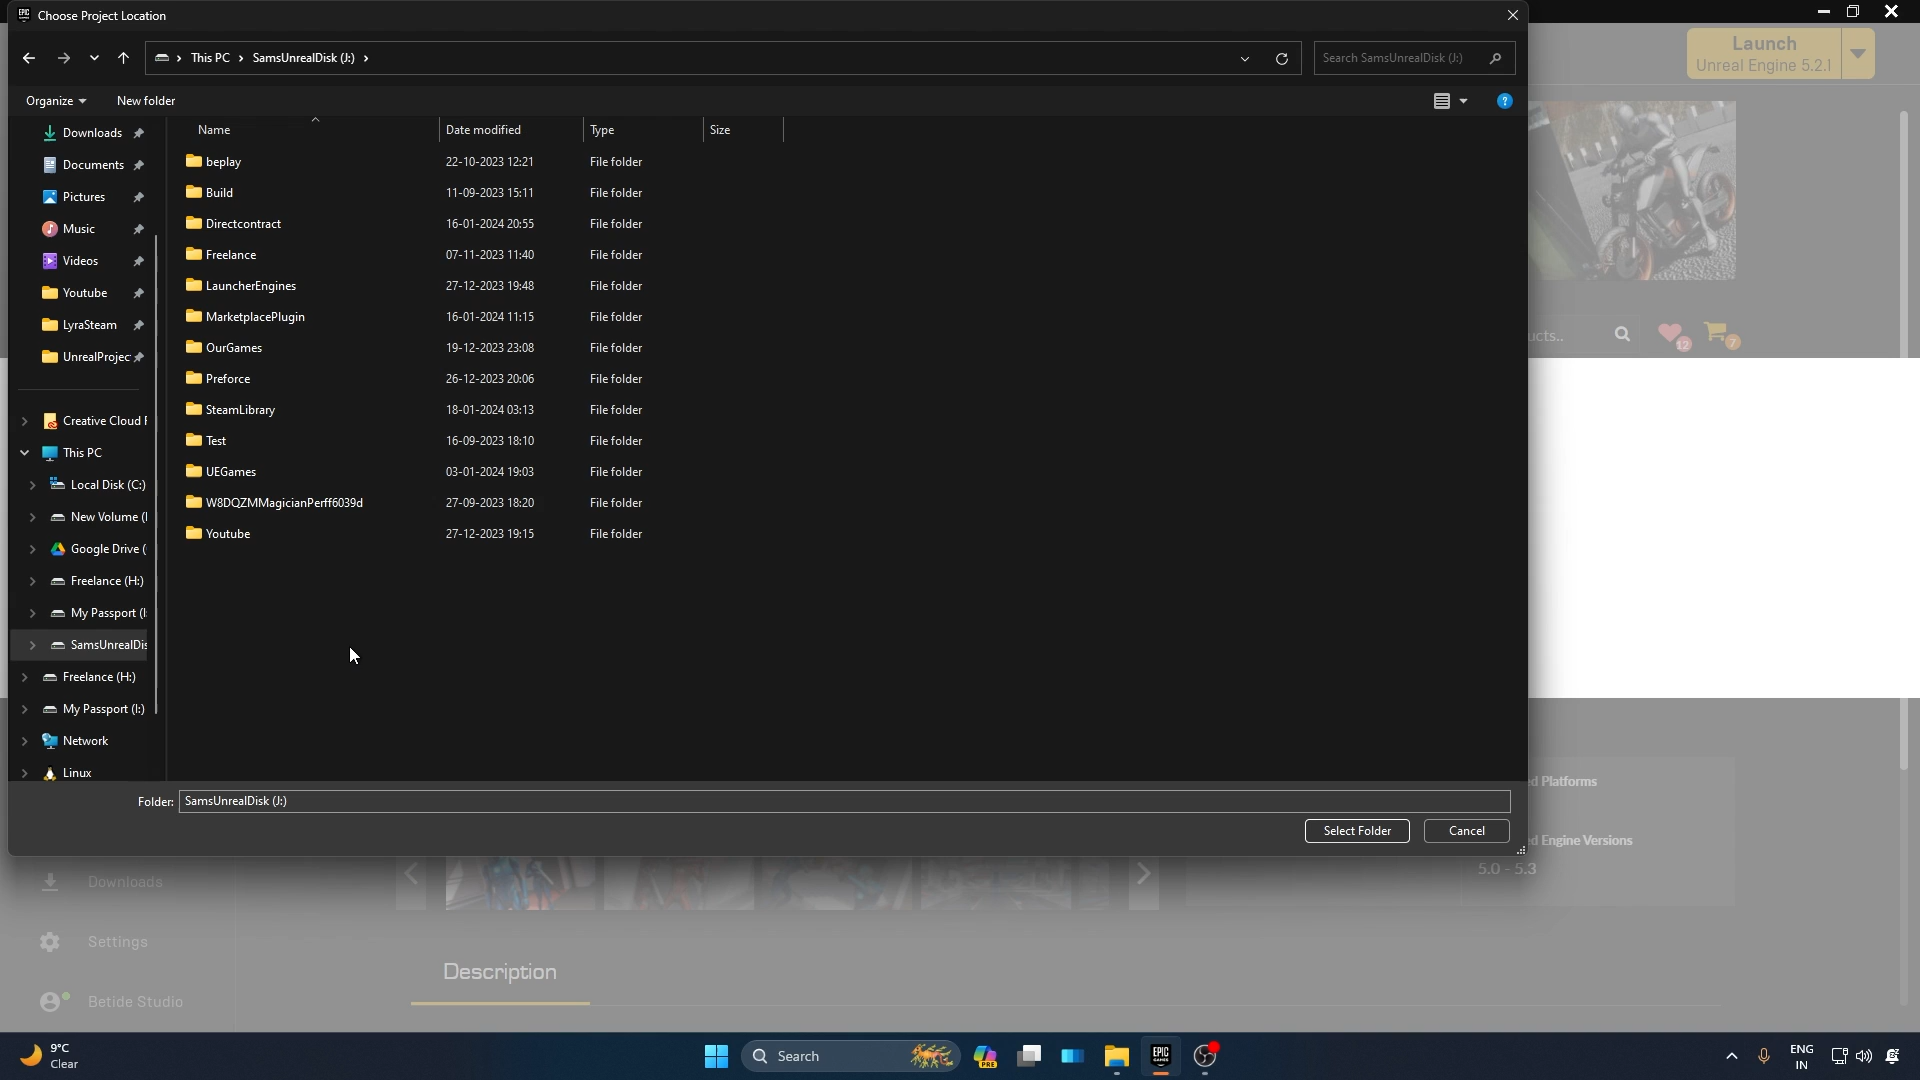 Choose Project Location
This PC SamsUnrealDisk (J:)
Search SamsUnrealDisk (J:)
Launch
Unreal Engine 5.2.1
Organize New folder
Name Date modified Type Size
Downloads
Documents
Pictures
Music
Videos
Youtube
LyraSteam
UnrealProjec
Creative Cloud F
This PC
Local Disk (C:)
New Volume (
Google Drive (
Freelance (H:)
My Passport (I:
SamsUnrealDis
Freelance (H:)
My Passport (I:)
Network
Linux
beplay 22-10-2023 12:21 File folder
Build 11-09-2023 15:11 File folder
Directcontract 16-01-2024 20:55 File folder
Freelance 07-11-2023 11:40 File folder
LauncherEngines 27-12-2023 19:48 File folder
MarketplacePlugin 16-01-2024 11:15 File folder
OurGames 19-12-2023 23:08 File folder
Preforce 26-12-2023 20:06 File folder
SteamLibrary 18-01-2024 03:13 File folder
Test 16-09-2023 18:10 File folder
UEGames 03-01-2024 19:03 File folder
W8DQZMMagicianPerff6039d 27-09-2023 18:20 File folder
Youtube 27-12-2023 19:15 File folder
ucts..
12
7
Folder: SamsUnrealDisk (J:)
Select Folder Cancel
d Platforms
d Engine Versions
5.0 - 5.3
Downloads
Settings
Betide Studio
Description
9°C
Clear
Search
PRE
EPIC
GAMES
ENG
IN